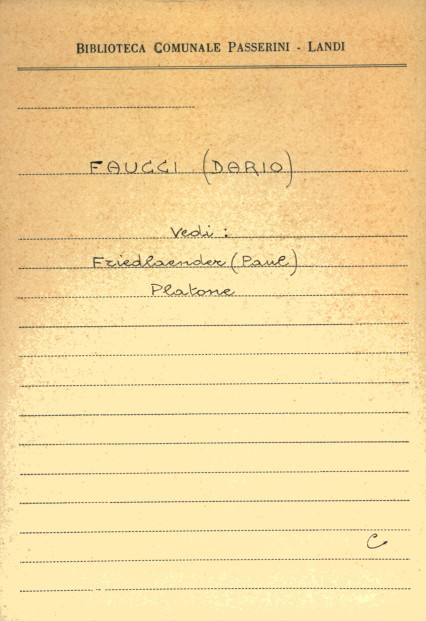 BIBLIOTECA COMUNALE PASSERINI - LANDI
FAUCCI (DARIO)
Vedi :
Friedlaender (Paul)
Platone
C